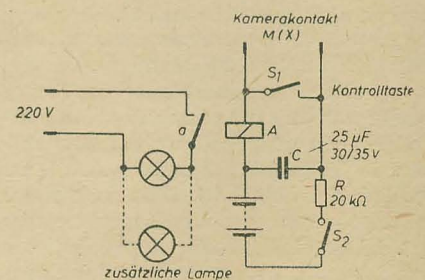 Kamerakontakt
M(X)
S1
Kontrolltaste
220 V
a
A
25 µF
30/35 V
C
R
20 kΩ
S2
zusätzliche Lampe